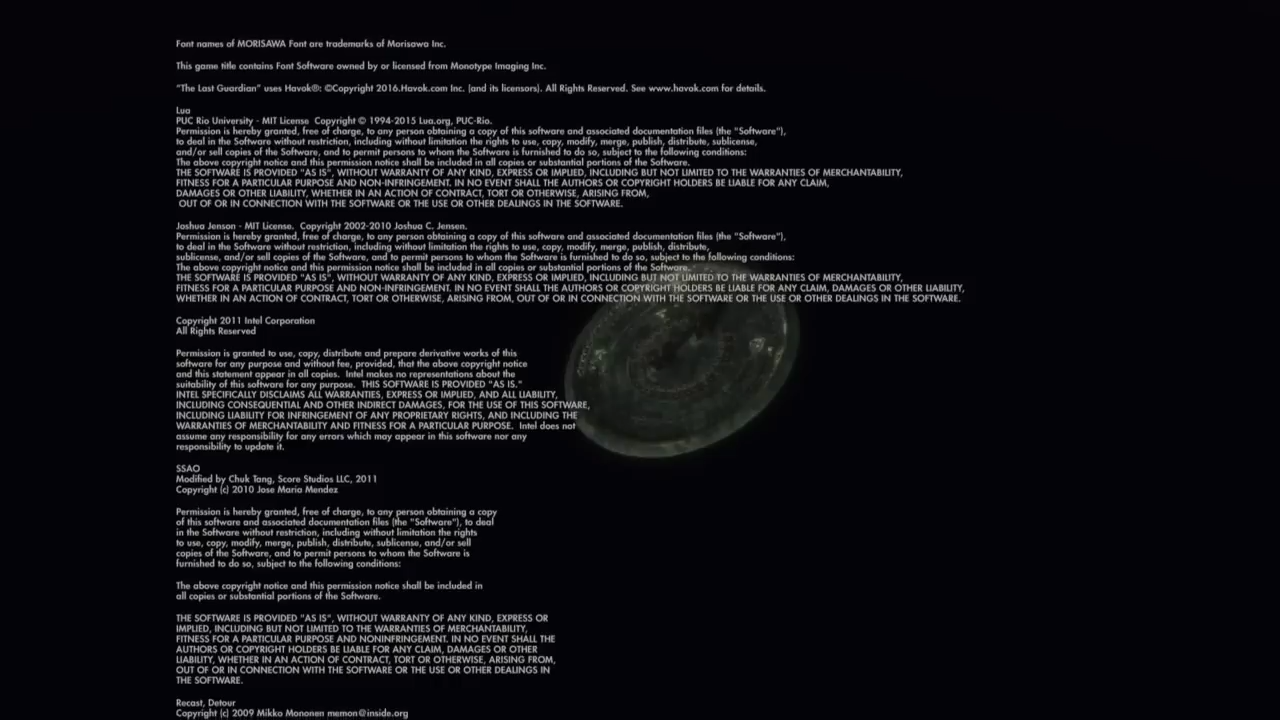 Font names of MORISAWA Font are trademarks of Morisawa Inc.
This game title contains Font Software owned by or licensed from Monotype Imaging Inc.
"The Last Guardian" uses Havok®: ©Copyright 2016.Havok.com Inc. (and its licensors). All Rights Reserved. See www.havok.com for details.
Lua
PUC Rio University - MIT License  Copyright © 1994-2015 Lua.org, PUC-Rio.
Permission is hereby granted, free of charge, to any person obtaining a copy of this software and associated documentation files (the "Software"),
to deal in the Software without restriction, including without limitation the rights to use, copy, modify, merge, publish, distribute, sublicense,
and/or sell copies of the Software, and to permit persons to whom the Software is furnished to do so, subject to the following conditions:
The above copyright notice and this permission notice shall be included in all copies or substantial portions of the Software.
THE SOFTWARE IS PROVIDED "AS IS", WITHOUT WARRANTY OF ANY KIND, EXPRESS OR IMPLIED, INCLUDING BUT NOT LIMITED TO THE WARRANTIES OF MERCHANTABILITY,
FITNESS FOR A PARTICULAR PURPOSE AND NON-INFRINGEMENT. IN NO EVENT SHALL THE AUTHORS OR COPYRIGHT HOLDERS BE LIABLE FOR ANY CLAIM,
DAMAGES OR OTHER LIABILITY, WHETHER IN AN ACTION OF CONTRACT, TORT OR OTHERWISE, ARISING FROM,
OUT OF OR IN CONNECTION WITH THE SOFTWARE OR THE USE OR OTHER DEALINGS IN THE SOFTWARE.
Joshua Jenson - MIT License.  Copyright 2002-2010 Joshua C. Jensen.
Permission is hereby granted, free of charge, to any person obtaining a copy of this software and associated documentation files (the "Software"),
to deal in the Software without restriction, including without limitation the rights to use, copy, modify, merge, publish, distribute,
sublicense, and/or sell copies of the Software, and to permit persons to whom the Software is furnished to do so, subject to the following conditions:
The above copyright notice and this permission notice shall be included in all copies or substantial portions of the Software.
THE SOFTWARE IS PROVIDED "AS IS", WITHOUT WARRANTY OF ANY KIND, EXPRESS OR IMPLIED, INCLUDING BUT NOT LIMITED TO THE WARRANTIES OF MERCHANTABILITY,
FITNESS FOR A PARTICULAR PURPOSE AND NON-INFRINGEMENT. IN NO EVENT SHALL THE AUTHORS OR COPYRIGHT HOLDERS BE LIABLE FOR ANY CLAIM, DAMAGES OR OTHER LIABILITY,
WHETHER IN AN ACTION OF CONTRACT, TORT OR OTHERWISE, ARISING FROM, OUT OF OR IN CONNECTION WITH THE SOFTWARE OR THE USE OR OTHER DEALINGS IN THE SOFTWARE.
Copyright 2011 Intel Corporation
All Rights Reserved
Permission is granted to use, copy, distribute and prepare derivative works of this
software for any purpose and without fee, provided, that the above copyright notice
and this statement appear in all copies.  Intel makes no representations about the
suitability of this software for any purpose.  THIS SOFTWARE IS PROVIDED "AS IS."
INTEL SPECIFICALLY DISCLAIMS ALL WARRANTIES, EXPRESS OR IMPLIED, AND ALL LIABILITY,
INCLUDING CONSEQUENTIAL AND OTHER INDIRECT DAMAGES, FOR THE USE OF THIS SOFTWARE,
INCLUDING LIABILITY FOR INFRINGEMENT OF ANY PROPRIETARY RIGHTS, AND INCLUDING THE
WARRANTIES OF MERCHANTABILITY AND FITNESS FOR A PARTICULAR PURPOSE.  Intel does not
assume any responsibility for any errors which may appear in this software nor any
responsibility to update it.
SSAO
Modified by Chuk Tang, Score Studios LLC, 2011
Copyright (c) 2010 Jose Maria Mendez
Permission is hereby granted, free of charge, to any person obtaining a copy
of this software and associated documentation files (the "Software"), to deal
in the Software without restriction, including without limitation the rights
to use, copy, modify, merge, publish, distribute, sublicense, and/or sell
copies of the Software, and to permit persons to whom the Software is
furnished to do so, subject to the following conditions:
The above copyright notice and this permission notice shall be included in
all copies or substantial portions of the Software.
THE SOFTWARE IS PROVIDED "AS IS", WITHOUT WARRANTY OF ANY KIND, EXPRESS OR
IMPLIED, INCLUDING BUT NOT LIMITED TO THE WARRANTIES OF MERCHANTABILITY,
FITNESS FOR A PARTICULAR PURPOSE AND NONINFRINGEMENT. IN NO EVENT SHALL THE
AUTHORS OR COPYRIGHT HOLDERS BE LIABLE FOR ANY CLAIM, DAMAGES OR OTHER
LIABILITY, WHETHER IN AN ACTION OF CONTRACT, TORT OR OTHERWISE, ARISING FROM,
OUT OF OR IN CONNECTION WITH THE SOFTWARE OR THE USE OR OTHER DEALINGS IN
THE SOFTWARE.
Recast, Detour
Copyright (c) 2009 Mikko Mononen memon@inside.org